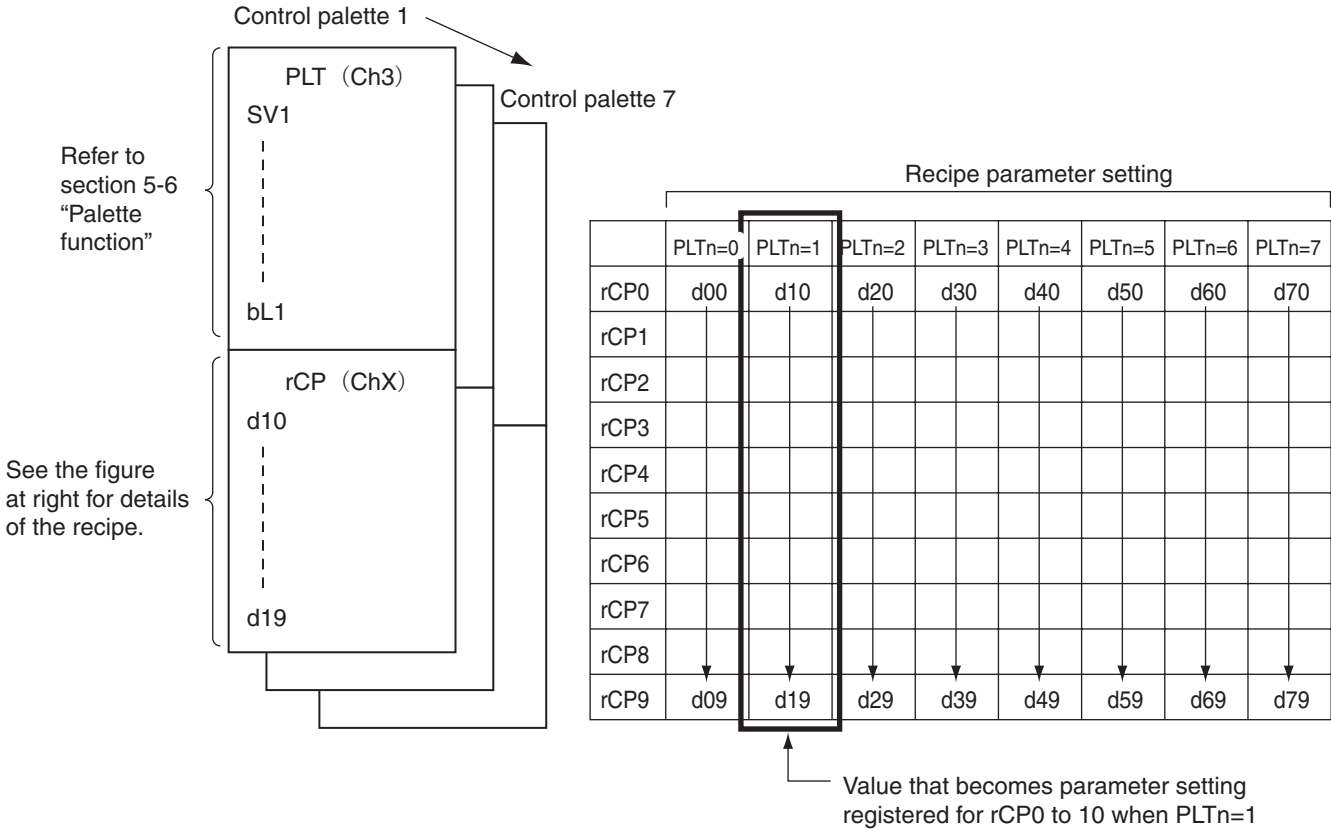 Control palette 1
PLT (Ch3)
SV1
bL1
Control palette 7
Refer to
section 5-6
“Palette
function”
rCP (ChX)
d10
d19
See the figure
at right for details
of the recipe.
Recipe parameter setting
PLTn=0 PLTn=1 PLTn=2 PLTn=3 PLTn=4 PLTn=5 PLTn=6 PLTn=7
rCP0 d00 d10 d20 d30 d40 d50 d60 d70
rCP1
rCP2
rCP3
rCP4
rCP5
rCP6
rCP7
rCP8
rCP9 d09 d19 d29 d39 d49 d59 d69 d79
Value that becomes parameter setting
registered for rCP0 to 10 when PLTn=1